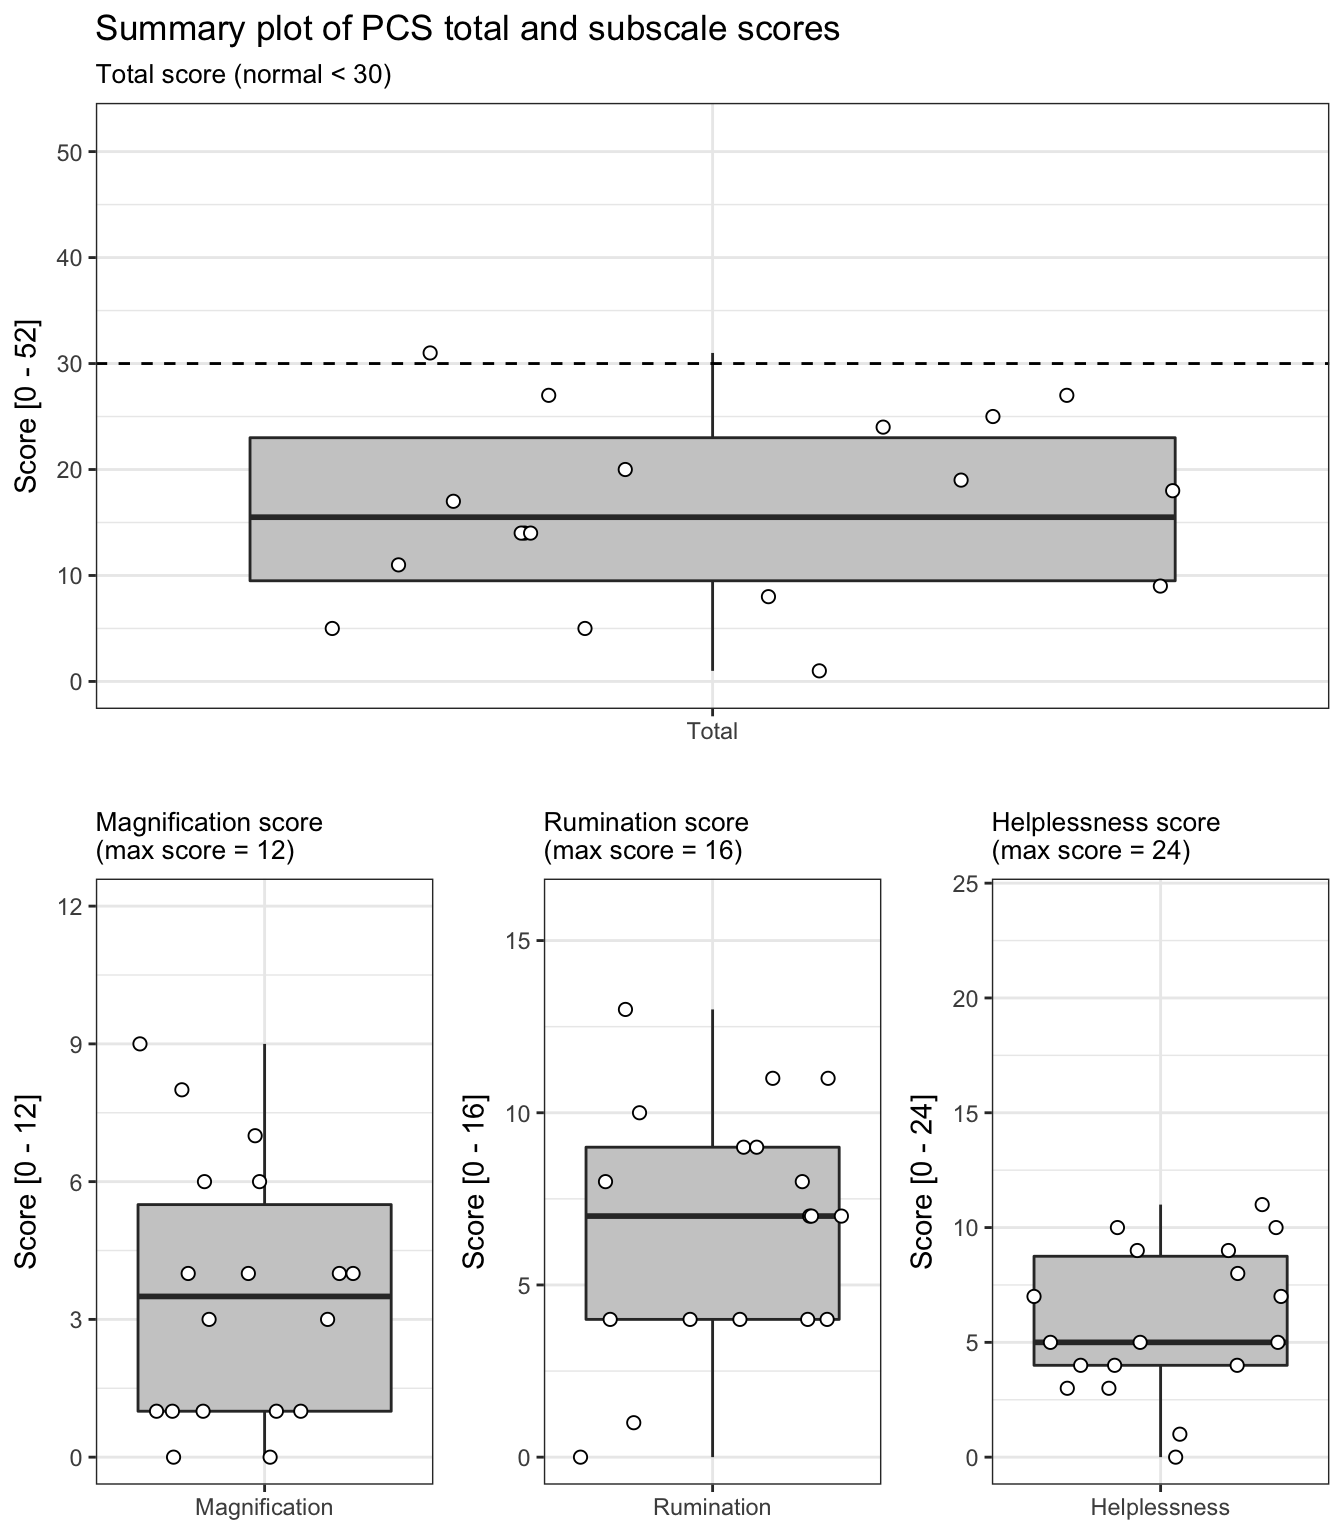 Summary plot of PCS total and subscale scores
Total score (normal < 30)
Score [0 - 52]
50
40
30
20
10
0
Total
Magnification score
(max score = 12)
Score [0 - 12]
12
9
6
3
0
Magnification
Rumination score
(max score = 16)
Score [0 - 16]
15
10
5
0
Rumination
Helplessness score
(max score = 24)
Score [0 - 24]
25
20
15
10
5
0
Helplessness